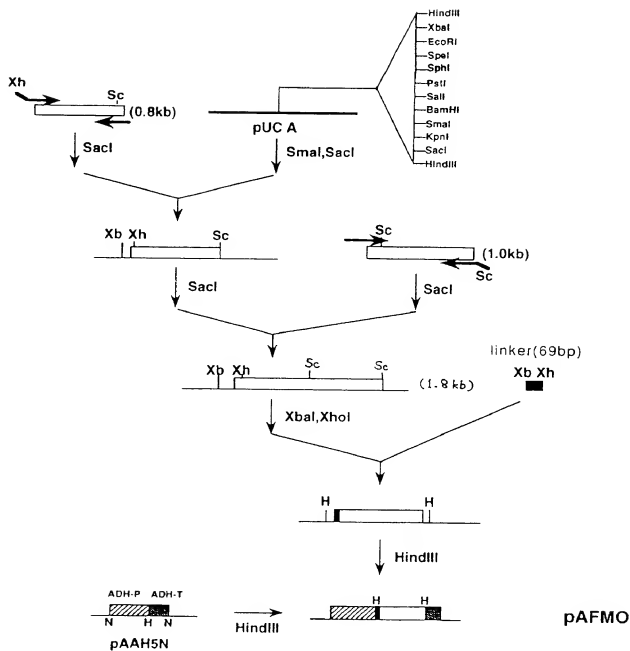 HindIII
XbaI
EcoRI
SpeI
SphI
PstI
SalI
BamHI
SmaI
KpnI
SacI
HindIII
Xh
Sc
(0.8kb)
pUC A
SacI
SmaI,SacI
Xb Xh
Sc
Sc
(1.0kb)
Sc
SacI
SacI
linker(69bp)
Xb Xh
Xb Xh
Sc
Sc
(1.8kb)
XbaI,XhoI
H
H
HindIII
ADH-P ADH-T
N H N
pAAH5N
HindIII
H
H
pAFMO